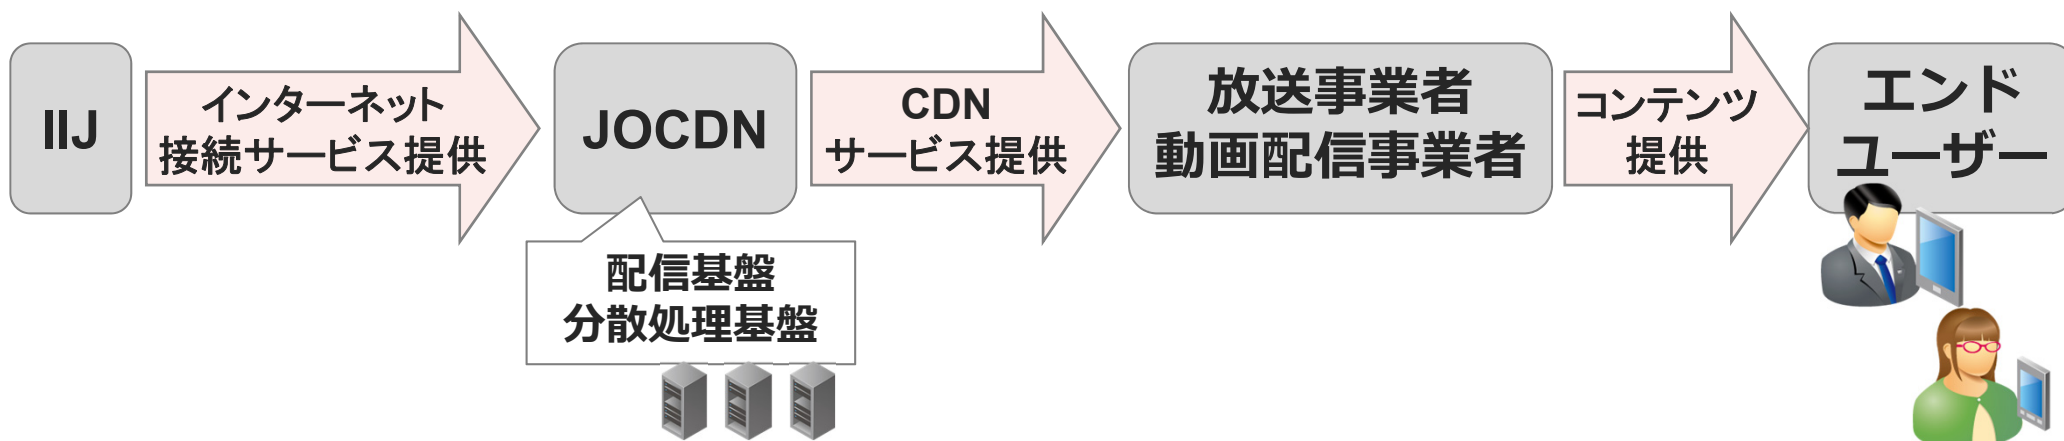 IIJ
インターネット
接続サービス提供
JOCDN
CDN
サービス提供
放送事業者
動画配信事業者
コンテンツ
提供
エンド
ユーザー
配信基盤
分散処理基盤